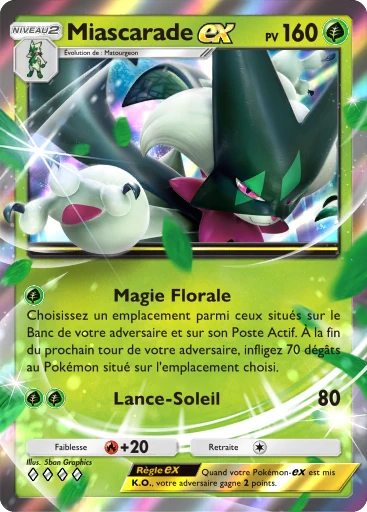 NIVEAU 2
Miascarade ex
PV 160
Évolution de : Matourgeon
Magie Florale
Choisissez un emplacement parmi ceux situés sur le
Banc de votre adversaire et sur son Poste Actif. À la fin
du prochain tour de votre adversaire, infligez 70 dégâts
au Pokémon situé sur l'emplacement choisi.
Lance-Soleil 80
Faiblesse +20 Retraite
Illus. 5ban Graphics
Règle ex Quand votre Pokémon-ex est mis
K.O., votre adversaire gagne 2 points.